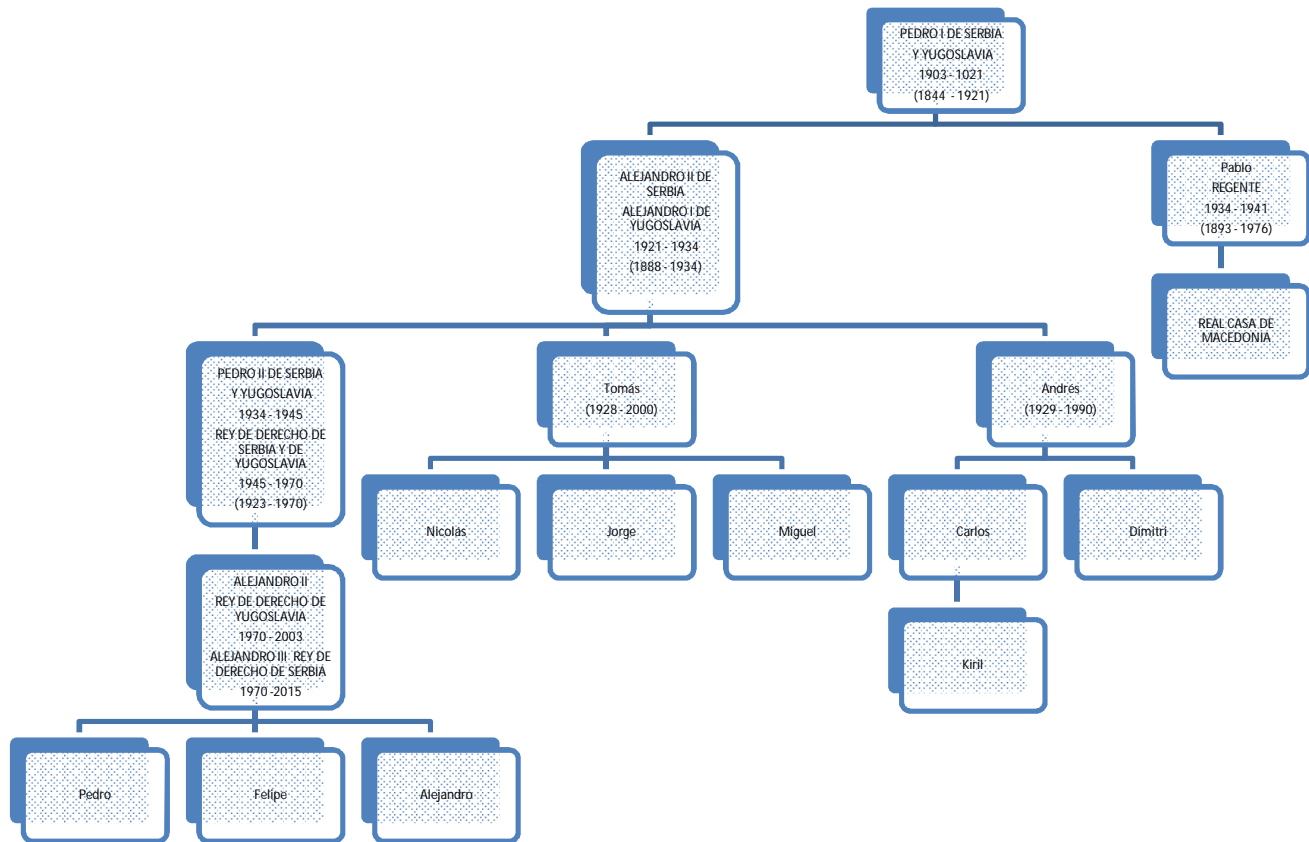 PEDRO I DE SERBIA
Y YUGOSLAVIA
1903 - 1021
(1844 - 1921)
ALEJANDRO II DE
SERBIA
ALEJANDRO I DE
YUGOSLAVIA
1921 - 1934
(1888 - 1934)
Pablo
REGENTE
1934 - 1941
(1893 - 1976)
REAL CASA DE
MACEDONIA
PEDRO II DE SERBIA
Y YUGOSLAVIA
1934 - 1945
REY DE DERECHO DE
SERBIA Y DE
YUGOSLAVIA
1945 - 1970
(1923 - 1970)
Tomás
(1928 - 2000)
Andrés
(1929 - 1990)
Nicolás
Jorge
Miguel
Carlos
Dimitri
ALEJANDRO II
REY DE DERECHO DE
YUGOSLAVIA
1970 - 2003
ALEJANDRO III REY DE
DERECHO DE SERBIA
1970 -2015
Kiril
Pedro
Felipe
Alejandro